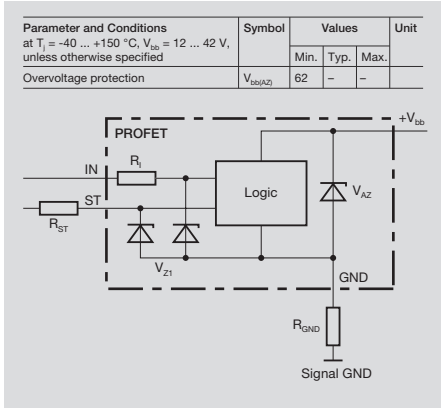 Parameter and Conditions Symbol Values Unit
at Tj = -40 ... +150 °C, Vbb = 12 ... 42 V,
unless otherwise specified Min. Typ. Max.
Overvoltage protection Vbb(AZ) 62 – –
+Vbb
PROFET
IN RI
Logic VAZ
ST
RST
VZ1
GND
RGND
Signal GND